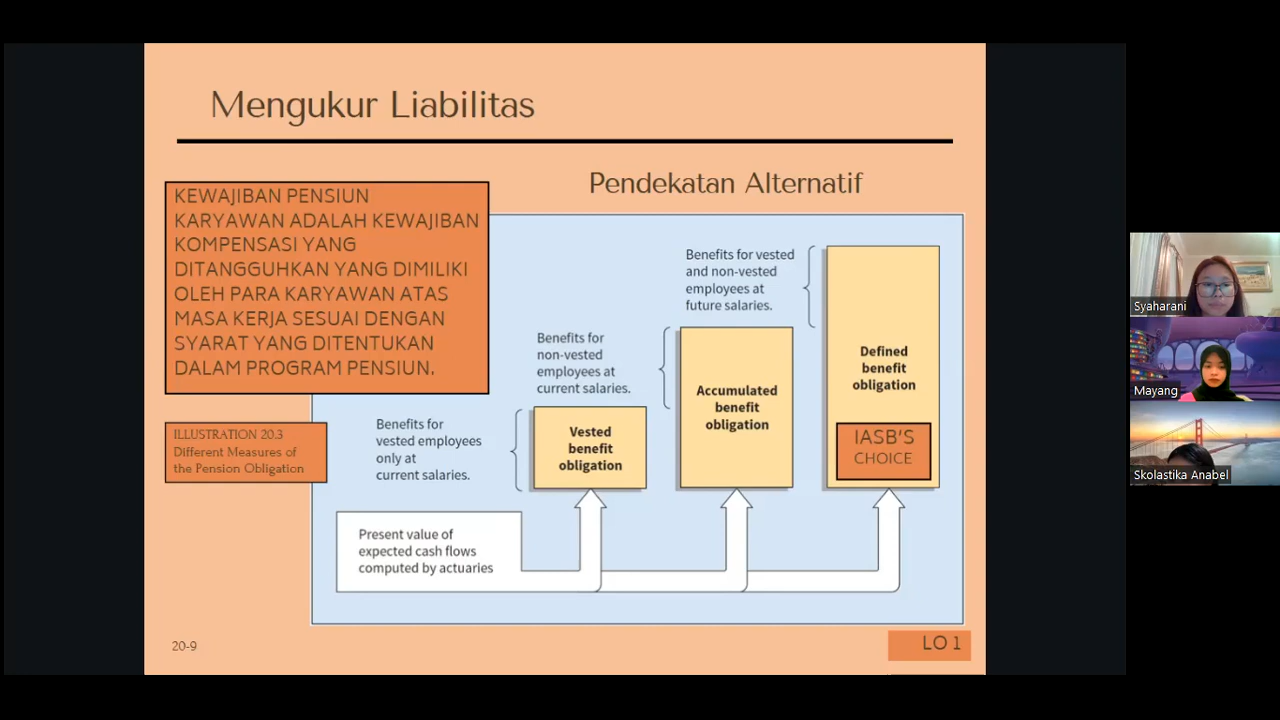 Mengukur Liabilitas
Pendekatan Alternatif
KEWAJIBAN PENSIUN
KARYAWAN ADALAH KEWAJIBAN
KOMPENSASI YANG
DITANGGUHKAN YANG DIMILIKI
OLEH PARA KARYAWAN ATAS
MASA KERJA SESUAI DENGAN
SYARAT YANG DITENTUKAN
DALAM PROGRAM PENSIUN.
ILLUSTRATION 20.3
Different Measures of
the Pension Obligation
Benefits for
vested employees
only at
current salaries.
Vested
benefit
obligation
Benefits for
non-vested
employees at
current salaries.
Accumulated
benefit
obligation
Benefits for vested
and non-vested
employees at
future salaries.
Defined
benefit
obligation
IASB'S
CHOICE
Present value of
expected cash flows
computed by actuaries
20-9
LO 1
Syaharani
Mayang
Skolastika Anabel